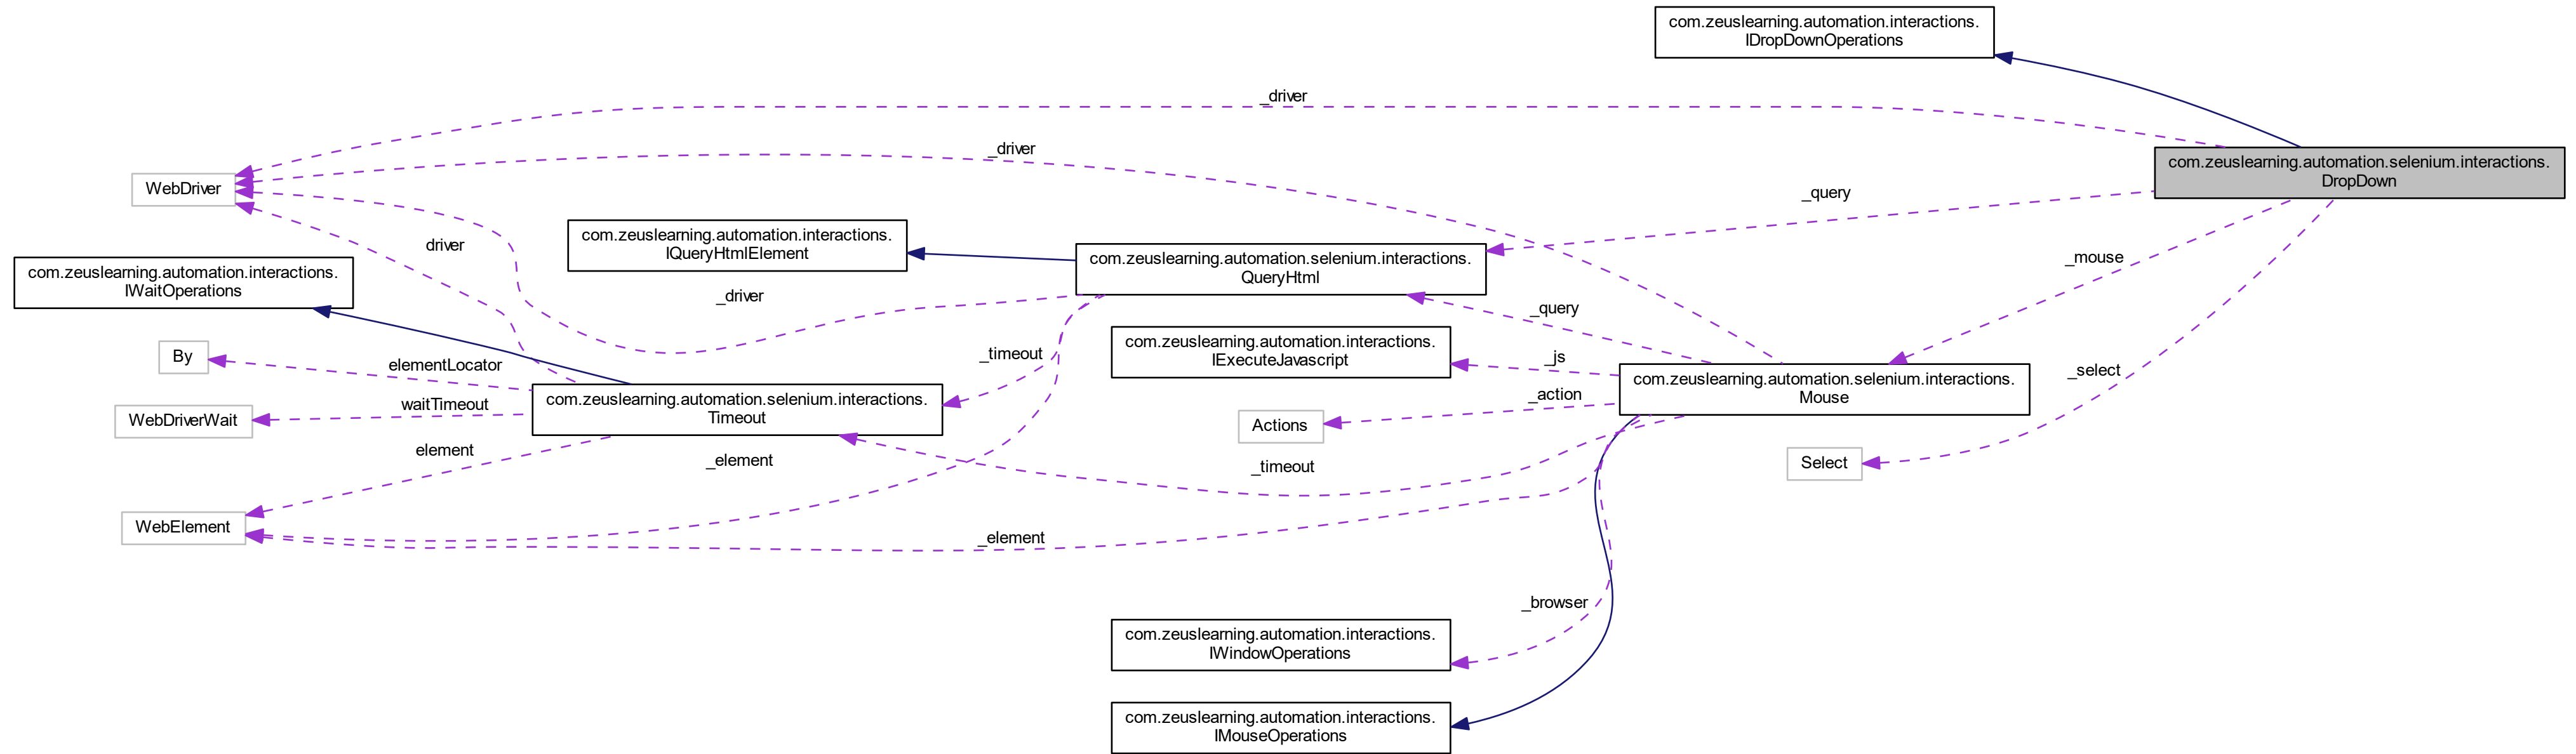 com.zeuslearning.automation.interactions.
IDropDownOperations
_driver
_driver
com.zeuslearning.automation.selenium.interactions.
DropDown
WebDriver
_query
driver
com.zeuslearning.automation.interactions.
IQueryHtmlElement
com.zeuslearning.automation.selenium.interactions.
QueryHtml
_mouse
com.zeuslearning.automation.interactions.
IWaitOperations
_driver
_query
By
elementLocator
_timeout
com.zeuslearning.automation.interactions.
IExecuteJavascript
_js
com.zeuslearning.automation.selenium.interactions.
Mouse
_select
waitTimeout
com.zeuslearning.automation.selenium.interactions.
Timeout
_action
WebDriverWait
Actions
element
_element
_timeout
Select
WebElement
_element
_browser
com.zeuslearning.automation.interactions.
IWindowOperations
com.zeuslearning.automation.interactions.
IMouseOperations